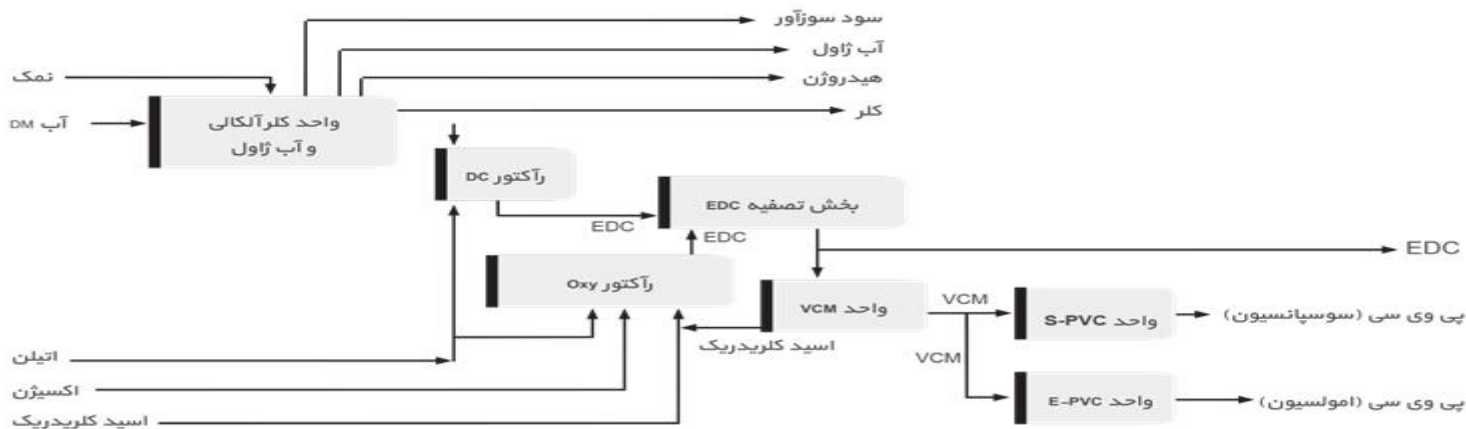 سود سوزآور
آب ژاول
هیدروژن
کلر
نمک
آب DM
واحد کلرآلکالی
و آب ژاول
رآکتور DC
بخش تصفیه EDC
EDC
EDC
EDC
رآکتور Oxy
واحد VCM
VCM
واحد S-PVC
پی وی سی (سوسپانسیون)
اسید کلریدریک
VCM
اتیلن
اکسیژن
واحد E-PVC
پی وی سی (امولسیون)
اسید کلریدریک